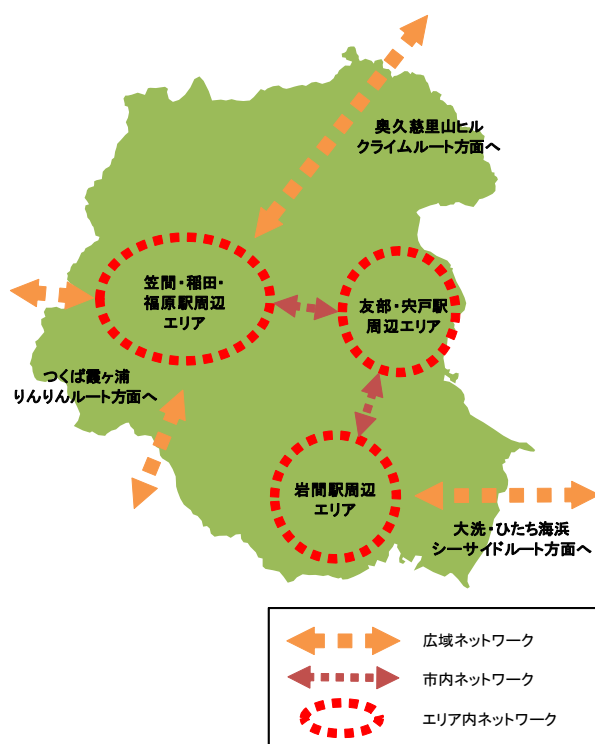 奥久慈里山ヒル
クライムルート方面へ
笠間・稲田・
福原駅周辺
エリア
友部・宍戸駅
周辺エリア
つくば霞ヶ浦
りんりんルート方面へ
岩間駅周辺
エリア
大洗・ひたち海浜
シーサイドルート方面へ
広域ネットワーク
市内ネットワーク
エリア内ネットワーク